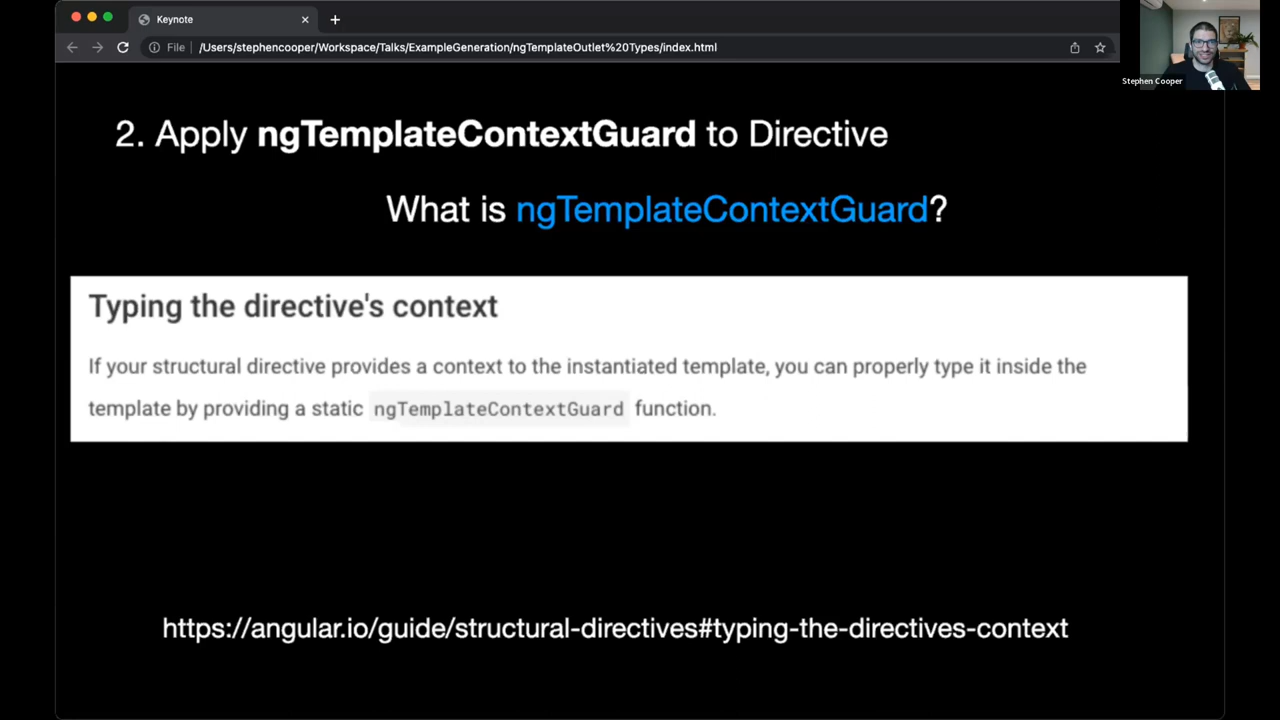 Keynote
File
/Users/stephencooper/Workspace/Talks/ExampleGeneration/ngTemplateOutlet%20Types/index.html
Stephen Cooper
2. Apply ngTemplateContextGuard to Directive
What is ngTemplateContextGuard?
Typing the directive's context
If your structural directive provides a context to the instantiated template, you can properly type it inside the
template by providing a static ngTemplateContextGuard function.
https://angular.io/guide/structural-directives#typing-the-directives-context